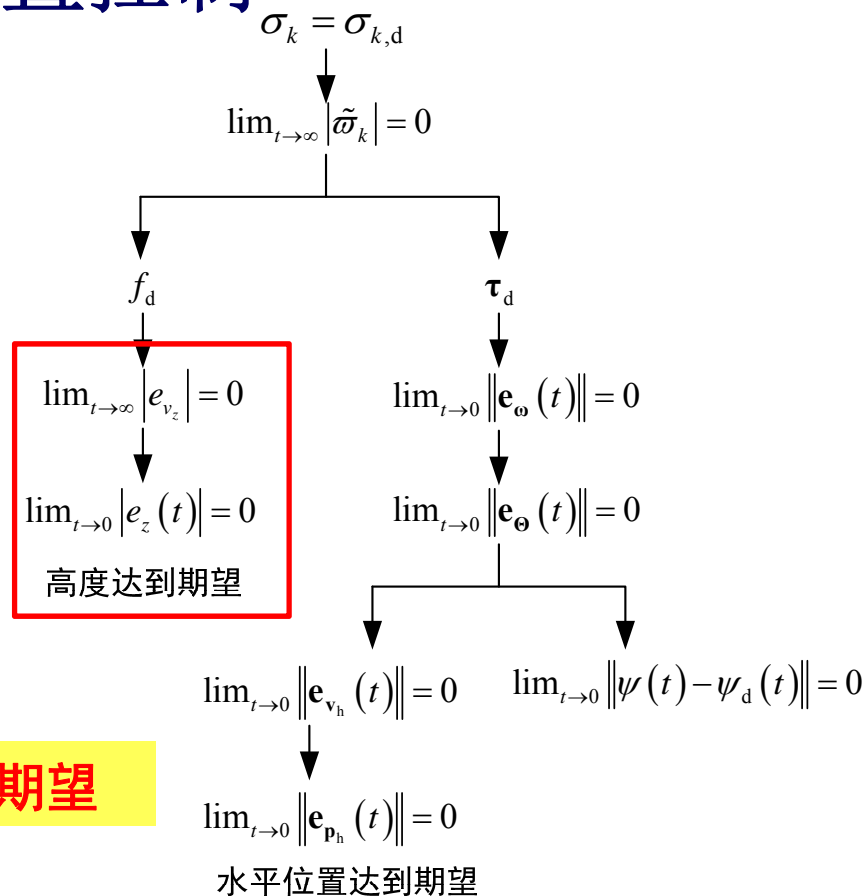 σ_k = σ_{k,d}
lim_{t→∞} |ϖ̃_k| = 0
f_d
τ_d
lim_{t→∞} |e_{v_z}| = 0
lim_{t→0} ‖e_ω(t)‖ = 0
lim_{t→0} |e_z(t)| = 0
lim_{t→0} ‖e_Θ(t)‖ = 0
高度达到期望
lim_{t→0} ‖e_{v_h}(t)‖ = 0
lim_{t→0} ‖ψ(t) − ψ_d(t)‖ = 0
期望
lim_{t→0} ‖e_{p_h}(t)‖ = 0
水平位置达到期望